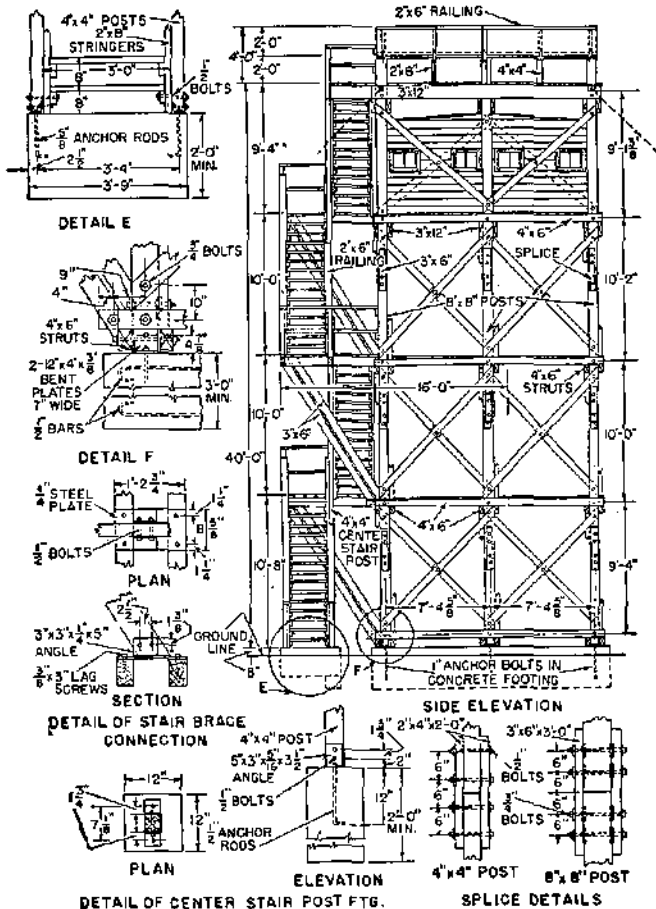 4"x4" POSTS
2"x8"
STRINGERS
3'-0"
8"
8"
1/2"
BOLTS
5/8"
ANCHOR RODS
2 1/2"
3'-4"
3'-9"
2'-0"
MIN.
DETAIL E
3/4"
BOLTS
9"
4"
10"
4"x6"
STRUTS
2-12"x4"x3/8"
BENT
PLATES
7" WIDE
BARS
3'-0"
MIN.
DETAIL F
1'-2 3/4"
1/4"
STEEL
PLATE
1 1/4"
BOLTS
1 1/4"
PLAN
2 1/2"
1 3/8"
3"x3"x1/4"x5"
ANGLE
3/8"x3" LAG
SCREWS
SECTION
DETAIL OF STAIR BRACE
CONNECTION
2"x6" RAILING
4'-0"
2'-0"
2'-0"
2"x8"
4"x4"
3"x12"
9'-4"
3"x12"
4"x6"
2"x6"
RAILING
3"x6"
SPLICE
10'-0"
10'-2"
8"x8" POSTS
16'-0"
4"x6"
STRUTS
10'-0"
3"x6"
10'-0"
40'-0"
4"x4"
CENTER
STAIR
POST
4"x6"
10'-8"
9'-4"
GROUND
LINE
8"
E
F
1" ANCHOR BOLTS IN
CONCRETE FOOTING
SIDE ELEVATION
12"
12"
PLAN
4"x4" POST
5"x3"x5/16"x3 1/2"
ANGLE
1/2"
BOLTS
1/2"
ANCHOR
RODS
1 3/4"
2"
12"
2'-0"
MIN.
ELEVATION
DETAIL OF CENTER STAIR POST FTG.
2"x4"x2'-0"
3"x6"x3'-0"
6"
6"
6"
6"
6"
6"
1/2"
BOLTS
BOLTS
4"x4" POST
8"x8" POST
SPLICE DETAILS